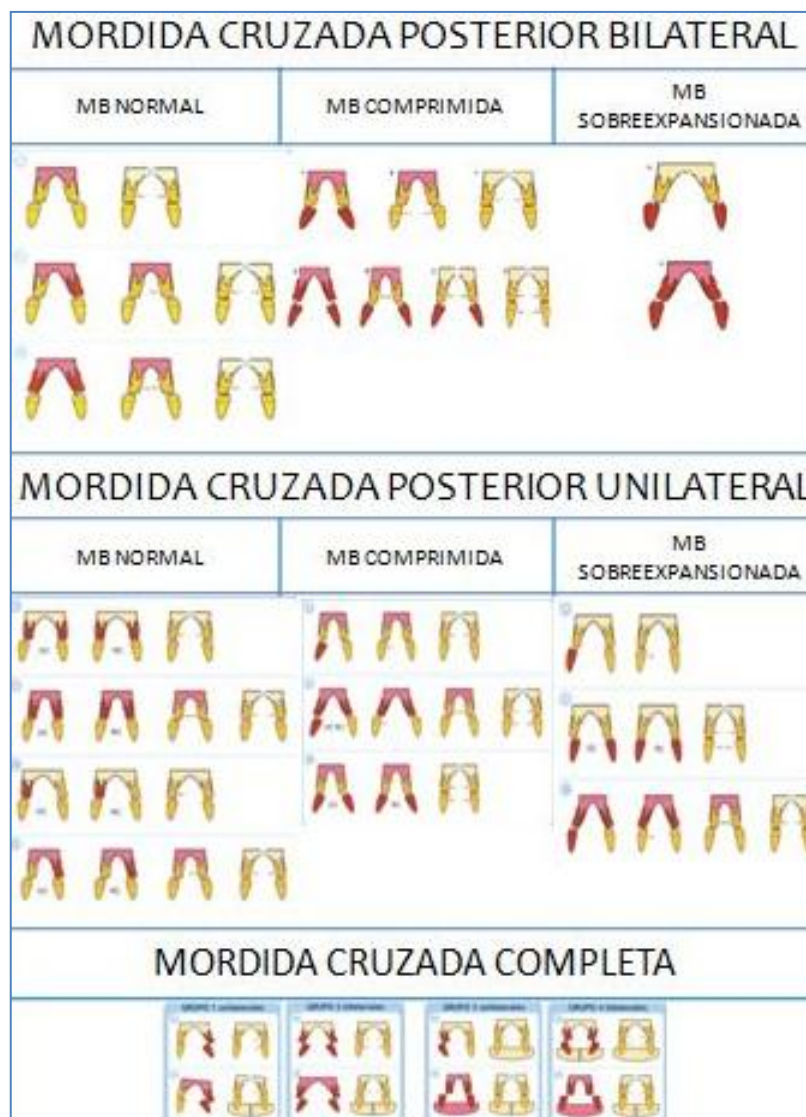 MORDIDA CRUZADA POSTERIOR BILATERAL
MB NORMAL
MB COMPRIMIDA
MB
SOBREEXPANSIONADA
MORDIDA CRUZADA POSTERIOR UNILATERAL
MB NORMAL
MB COMPRIMIDA
MB
SOBREEXPANSIONADA
MORDIDA CRUZADA COMPLETA